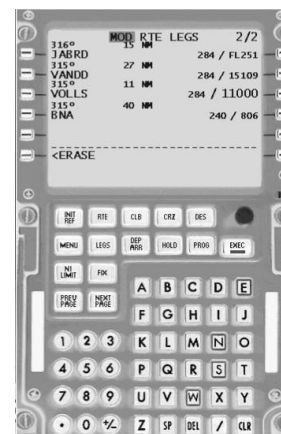 MOD RTE LEGS 2/2
316° 15 NM
JABRD 284 / FL251
315° 27 NM
VANDD 284 / 15109
315° 11 NM
VOLLS 284 / 11000
315° 40 NM
BNA 240 / 806
<ERASE
INIT REF RTE CLB CRZ DES
MENU LEGS DEP ARR HOLD PROG EXEC
N1 LIMIT FIX
PREV PAGE NEXT PAGE
A B C D E
F G H I J
1 2 3 K L M N O
4 5 6 P Q R S T
7 8 9 U V W X Y
. 0 +/- Z SP DEL / CLR